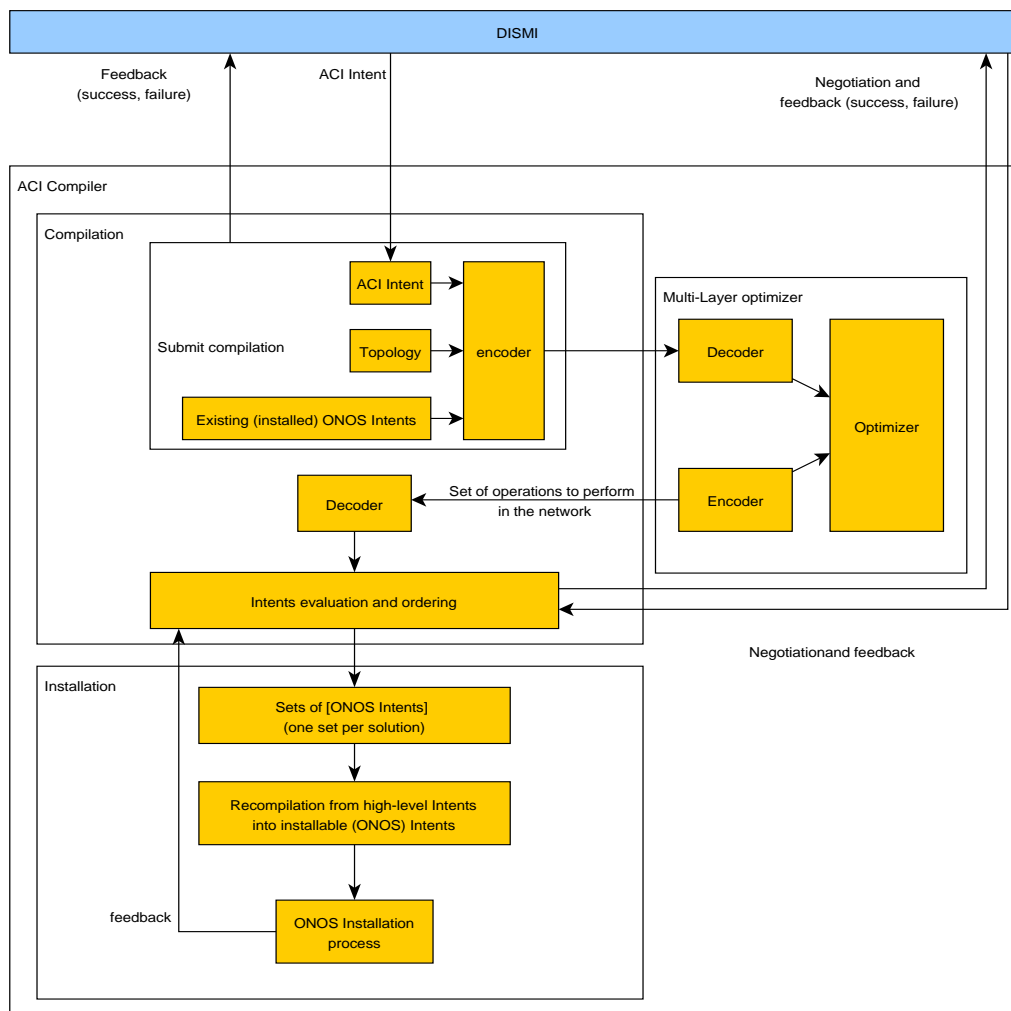 DISMI
Feedback
(success, failure)
ACI Intent
Negotiation and
feedback (success, failure)
ACI Compiler
Compilation
ACI Intent
Submit compilation
Topology
encoder
Existing (installed) ONOS Intents
Multi-Layer optimizer
Decoder
Optimizer
Encoder
Set of operations to perform
in the network
Decoder
Intents evaluation and ordering
Negotiationand feedback
Installation
Sets of [ONOS Intents]
(one set per solution)
Recompilation from high-level Intents
into installable (ONOS) Intents
feedback
ONOS Installation
process